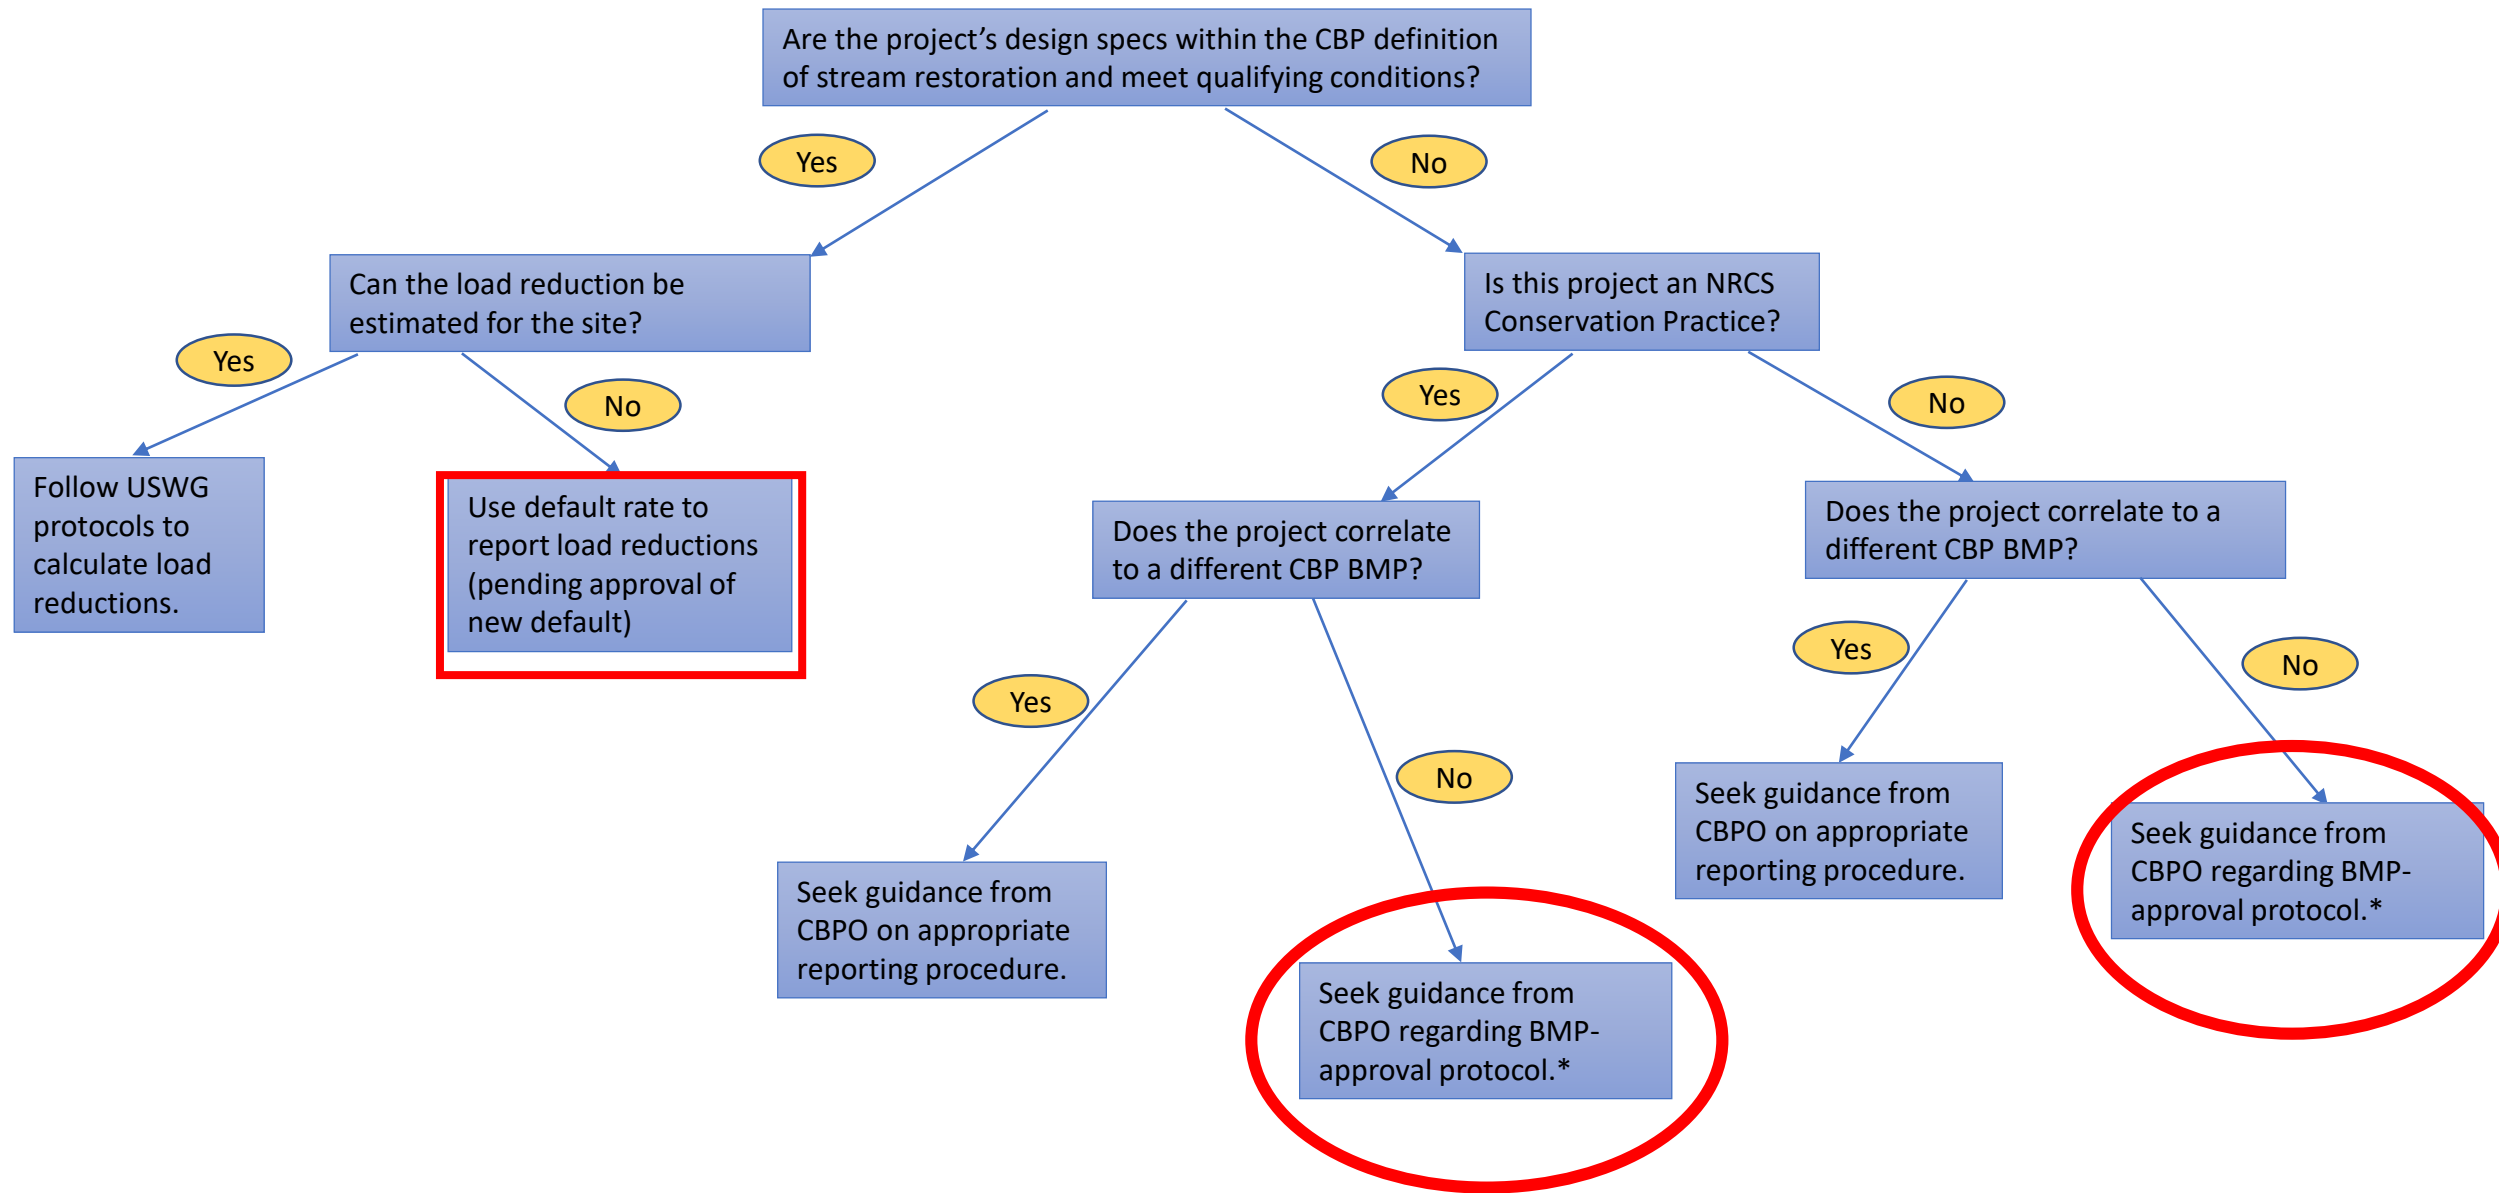 Are the project’s design specs within the CBP definition
of stream restoration and meet qualifying conditions?
Yes
No
Can the load reduction be
estimated for the site?
Is this project an NRCS
Conservation Practice?
Yes
No
Yes
No
Follow USWG
protocols to
calculate load
reductions.
Use default rate to
report load reductions
(pending approval of
new default)
Does the project correlate
to a different CBP BMP?
Does the project correlate to a
different CBP BMP?
Yes
No
Yes
No
Seek guidance from
CBPO on appropriate
reporting procedure.
Seek guidance from
CBPO regarding BMP-
approval protocol.*
Seek guidance from
CBPO on appropriate
reporting procedure.
Seek guidance from
CBPO regarding BMP-
approval protocol.*